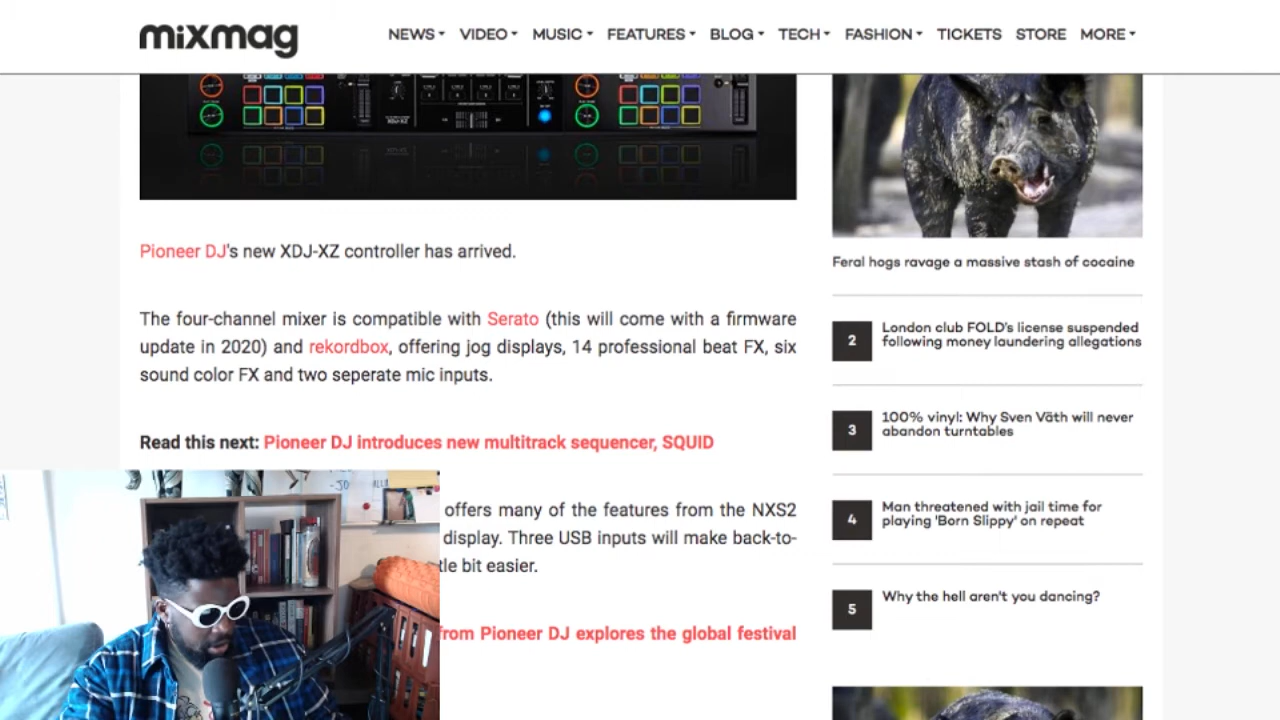 mixmag
NEWS VIDEO MUSIC FEATURES BLOG TECH FASHION TICKETS STORE MORE
Pioneer DJ's new XDJ-XZ controller has arrived.
The four-channel mixer is compatible with Serato (this will come with a firmware
update in 2020) and rekordbox, offering jog displays, 14 professional beat FX, six
sound color FX and two seperate mic inputs.
Read this next: Pioneer DJ introduces new multitrack sequencer, SQUID
offers many of the features from the NXS2
display. Three USB inputs will make back-to-
tle bit easier.
from Pioneer DJ explores the global festival
Feral hogs ravage a massive stash of cocaine
2
London club FOLD's license suspended
following money laundering allegations
3
100% vinyl: Why Sven Väth will never
abandon turntables
4
Man threatened with jail time for
playing 'Born Slippy' on repeat
5
Why the hell aren't you dancing?